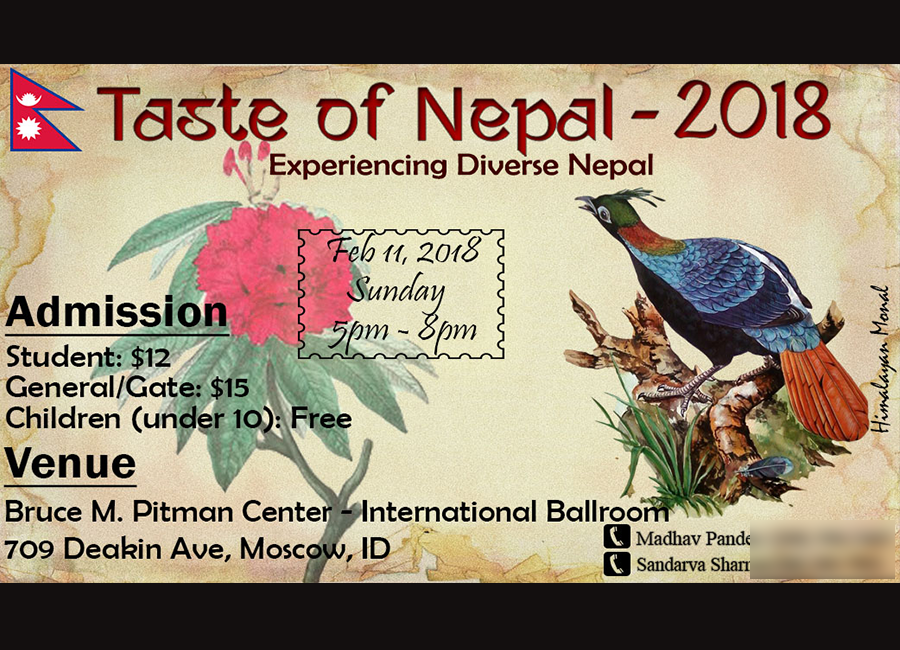 Taste of Nepal - 2018
Experiencing Diverse Nepal
Feb 11, 2018
Sunday
5pm - 8pm
Admission
Student: $12
General/Gate: $15
Children (under 10): Free
Venue
Bruce M. Pitman Center - International Ballroom
709 Deakin Ave, Moscow, ID
Himalayan Monal
Madhav
Sandarva